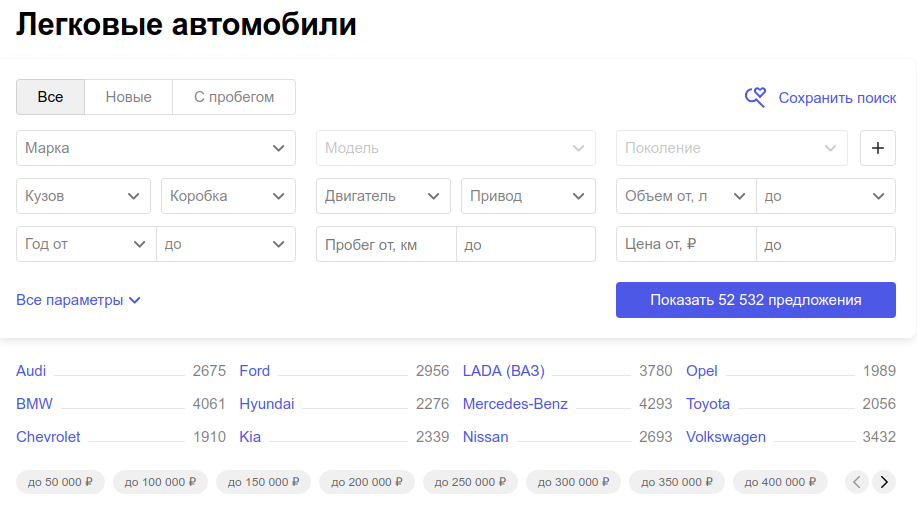 Легковые автомобили
Все Новые С пробегом Сохранить поиск
Марка Модель Поколение +
Кузов Коробка Двигатель Привод Объем от, л до
Год от до Пробег от, км до Цена от, ₽ до
Все параметры Показать 52 532 предложения
Audi 2675 Ford 2956 LADA (ВАЗ) 3780 Opel 1989
BMW 4061 Hyundai 2276 Mercedes-Benz 4293 Toyota 2056
Chevrolet 1910 Kia 2339 Nissan 2693 Volkswagen 3432
до 50 000 ₽ до 100 000 ₽ до 150 000 ₽ до 200 000 ₽ до 250 000 ₽ до 300 000 ₽ до 350 000 ₽ до 400 000 ₽